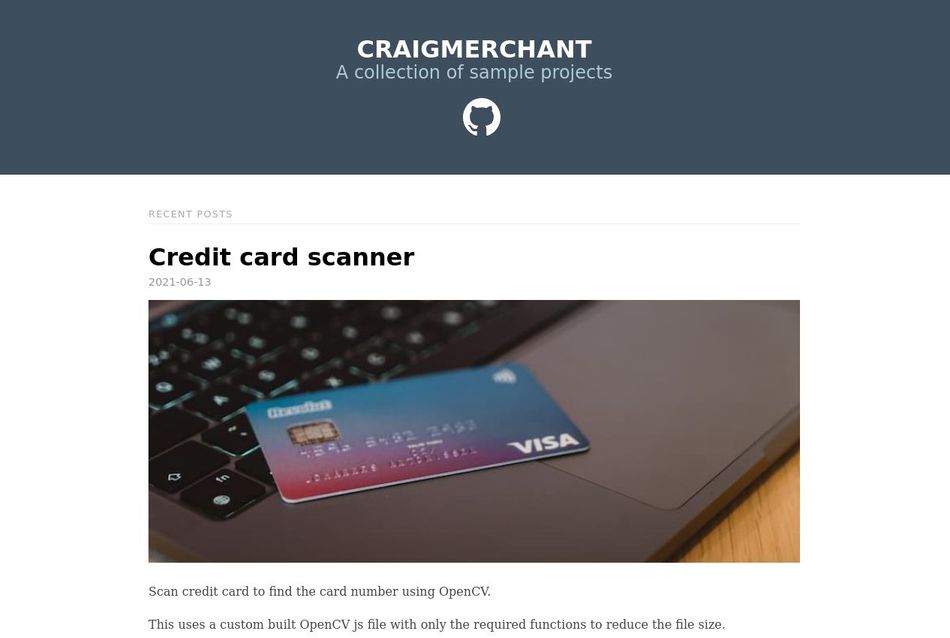 CRAIGMERCHANT
A collection of sample projects
RECENT POSTS
Credit card scanner
2021-06-13
Revolut
VISA
fn
Scan credit card to find the card number using OpenCV.
This uses a custom built OpenCV js file with only the required functions to reduce the file size.